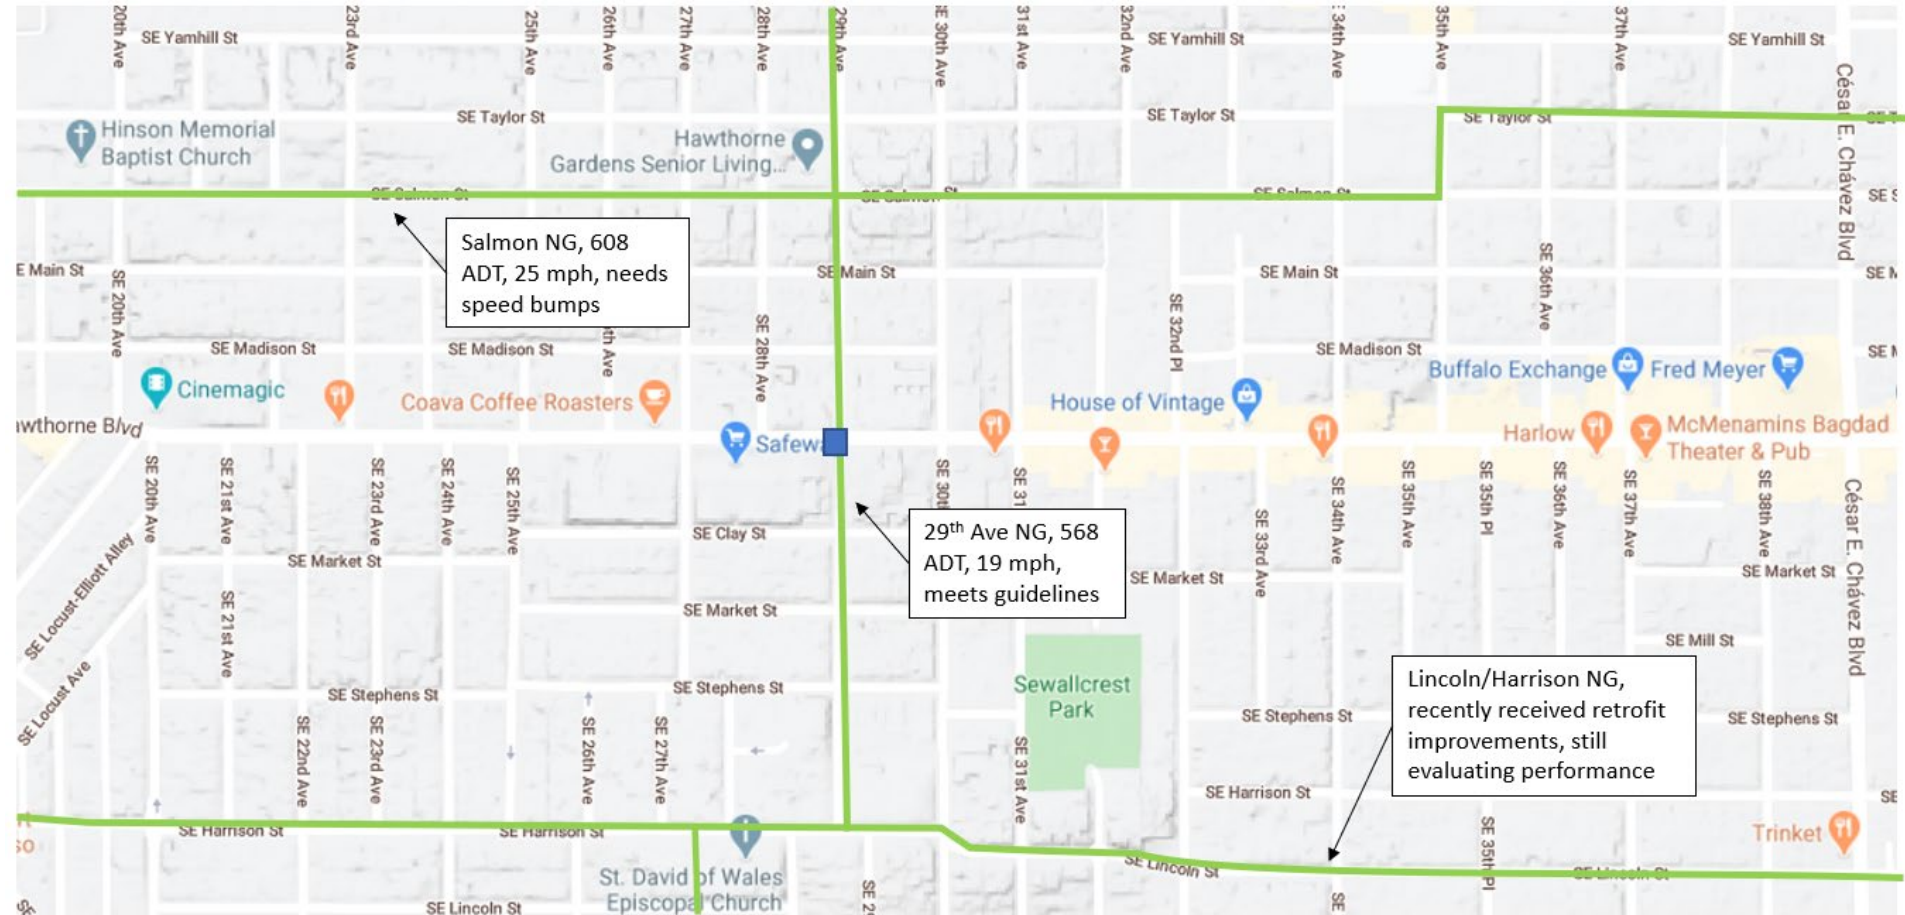 20th Ave
23rd Ave
25th Ave
26th Ave
27th Ave
28th Ave
29th Ave
SE 30th Ave
31st Ave
32nd Ave
34th Ave
35th Ave
37th Ave
SE Yamhill St
SE Yamhill St
SE Yamhill St
César E. Chávez Blvd
SE Taylor St
SE Taylor St
SE Taylor St
Hinson Memorial
Baptist Church
Hawthorne
Gardens Senior Living...
SE Salmon St
SE Salmon St
SE Salmon St
SE S
Salmon NG, 608
ADT, 25 mph, needs
speed bumps
E Main St
SE Main St
SE Main St
SE M
SE 20th Ave
SE 28th Ave
SE 32nd Pl
SE 36th Ave
SE Madison St
SE Madison St
SE Madison St
SE M
Cinemagic
Coava Coffee Roasters
House of Vintage
Buffalo Exchange
Fred Meyer
awthorne Blvd
Safewa
Harlow
McMenamins Bagdad
Theater & Pub
SE 20th Ave
SE 21st Ave
SE 23rd Ave
SE 24th Ave
SE 25th Ave
SE 30th
SE 31
SE 33rd Ave
SE 34th Ave
SE 35th Ave
SE 35th Pl
SE 36th Ave
SE 37th Ave
SE 38th Ave
César E. Chávez Blvd
SE Clay St
29th Ave NG, 568
ADT, 19 mph,
meets guidelines
SE Locust-Elliott Alley
SE Market St
SE Market St
SE Market St
SE Market St
SE 21st Ave
SE Mill St
SE Locust Ave
SE Stephens St
SE Stephens St
SE Stephens St
SE Stephens St
Sewallcrest
Park
Lincoln/Harrison NG,
recently received retrofit
improvements, still
evaluating performance
SE 22nd Ave
SE 23rd Ave
SE 26th Ave
SE 27th Ave
SE 31st Ave
SE Harrison St
SE
SE Harrison St
SE Harrison St
so
Trinket
SE 35th Pl
SE Lincoln St
SE Lincoln St
St. David of Wales
Episcopal Church
SE 29
SE
SE Lincoln St
SE